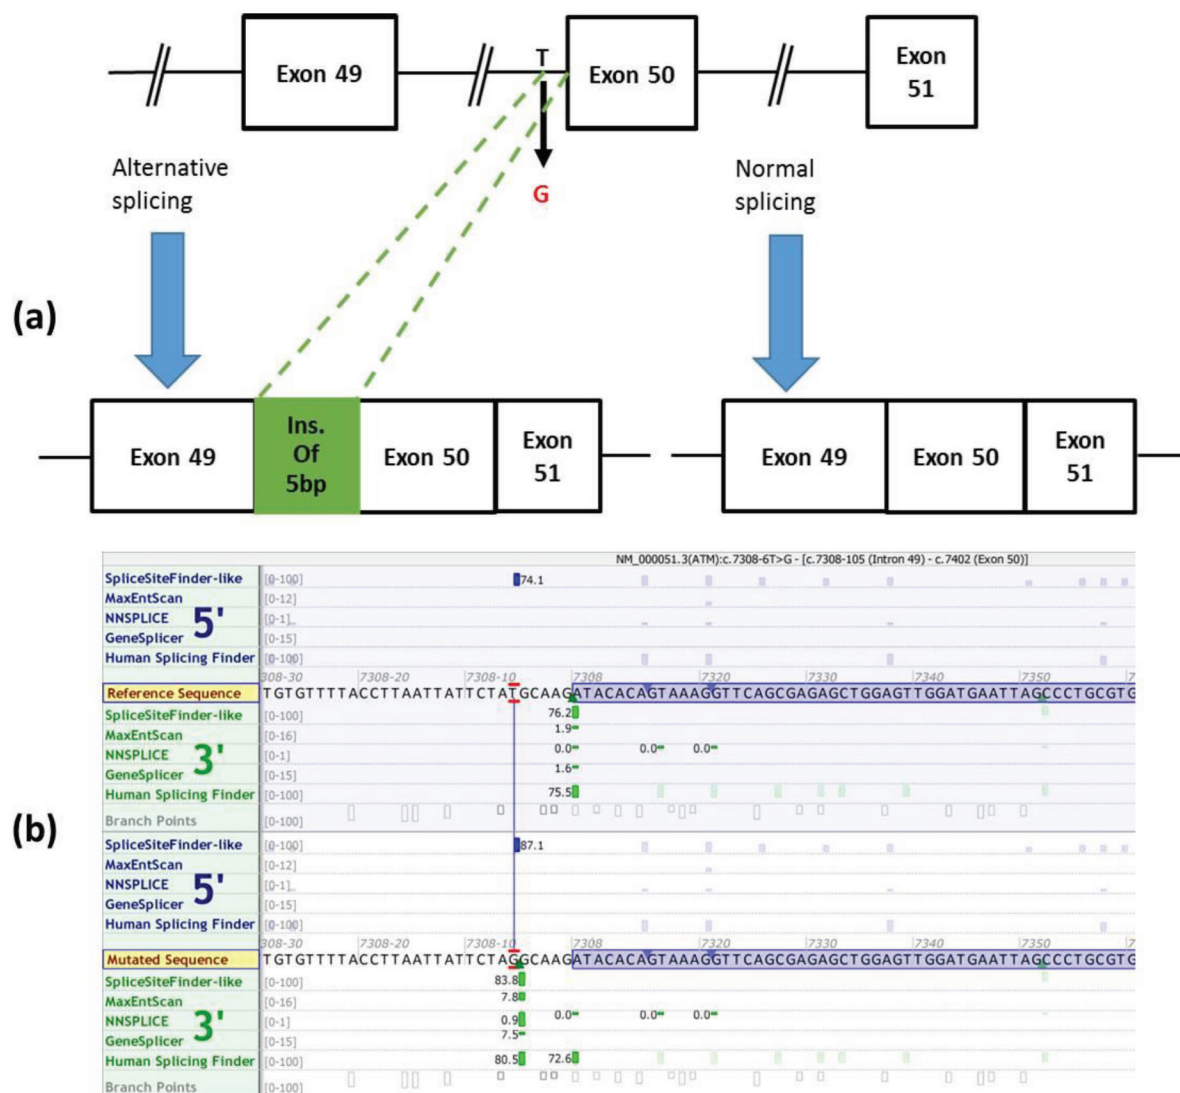 Exon 49
T
Exon 50
Exon
51
G
Alternative
splicing
Normal
splicing
(a)
Exon 49
Ins.
Of
5bp
Exon 50
Exon
51
Exon 49
Exon 50
Exon
51
(b)
NM_000051.3(ATM):c.7308-6T>G - [c.7308-105 (Intron 49) - c.7402 (Exon 50)]
SpliceSiteFinder-like [0-100] 74.1
MaxEntScan [0-12]
NNSPLICE [0-1]
5'
GeneSplicer [0-15]
Human Splicing Finder [0-100]
308-30 7308-20 7308-10 7308 7320 7330 7340 7350
Reference Sequence TGTGTTTTACCTTAATTATTCTATGCAAGATACACAGTAAAGGTTCAGCGAGAGCTGGAGTTGGATGAATTAGCCCTGCGTG
SpliceSiteFinder-like [0-100] 76.2
MaxEntScan [0-16] 1.9
NNSPLICE [0-1] 0.0 0.0 0.0
3'
GeneSplicer [0-15] 1.6
Human Splicing Finder [0-100] 75.5
Branch Points [0-100]
SpliceSiteFinder-like [0-100] 87.1
MaxEntScan [0-12]
NNSPLICE [0-1]
5'
GeneSplicer [0-15]
Human Splicing Finder [0-100]
308-30 7308-20 7308-10 7308 7320 7330 7340 7350
Mutated Sequence TGTGTTTTACCTTAATTATTCTAGGCAAGATACACAGTAAAGGTTCAGCGAGAGCTGGAGTTGGATGAATTAGCCCTGCGTG
SpliceSiteFinder-like [0-100] 83.8
MaxEntScan [0-16] 7.8
NNSPLICE [0-1] 0.9 0.0 0.0 0.0
3'
GeneSplicer [0-15] 7.5
Human Splicing Finder [0-100] 80.5 72.6
Branch Points [0-100]